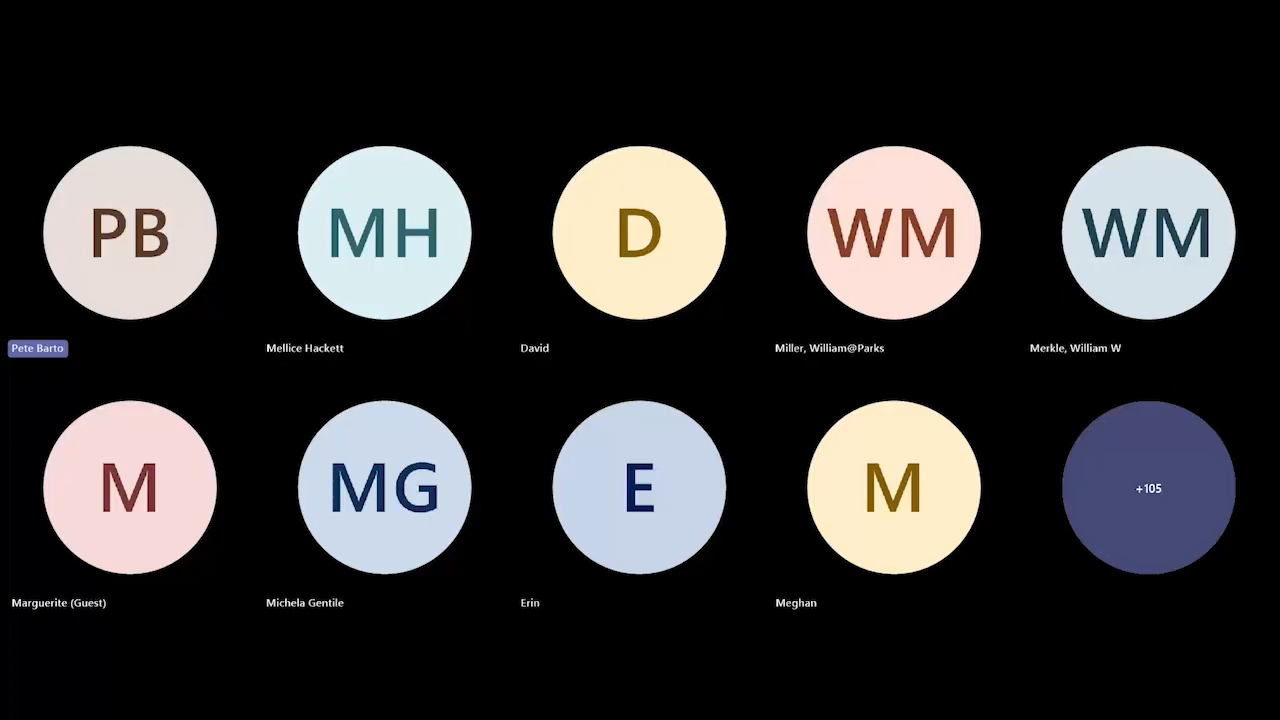 PB
MH
D
WM
WM
Pete Barto
Mellice Hackett
David
Miller, William@Parks
Merkle, William W
M
MG
E
M
+105
Marguerite (Guest)
Michela Gentile
Erin
Meghan